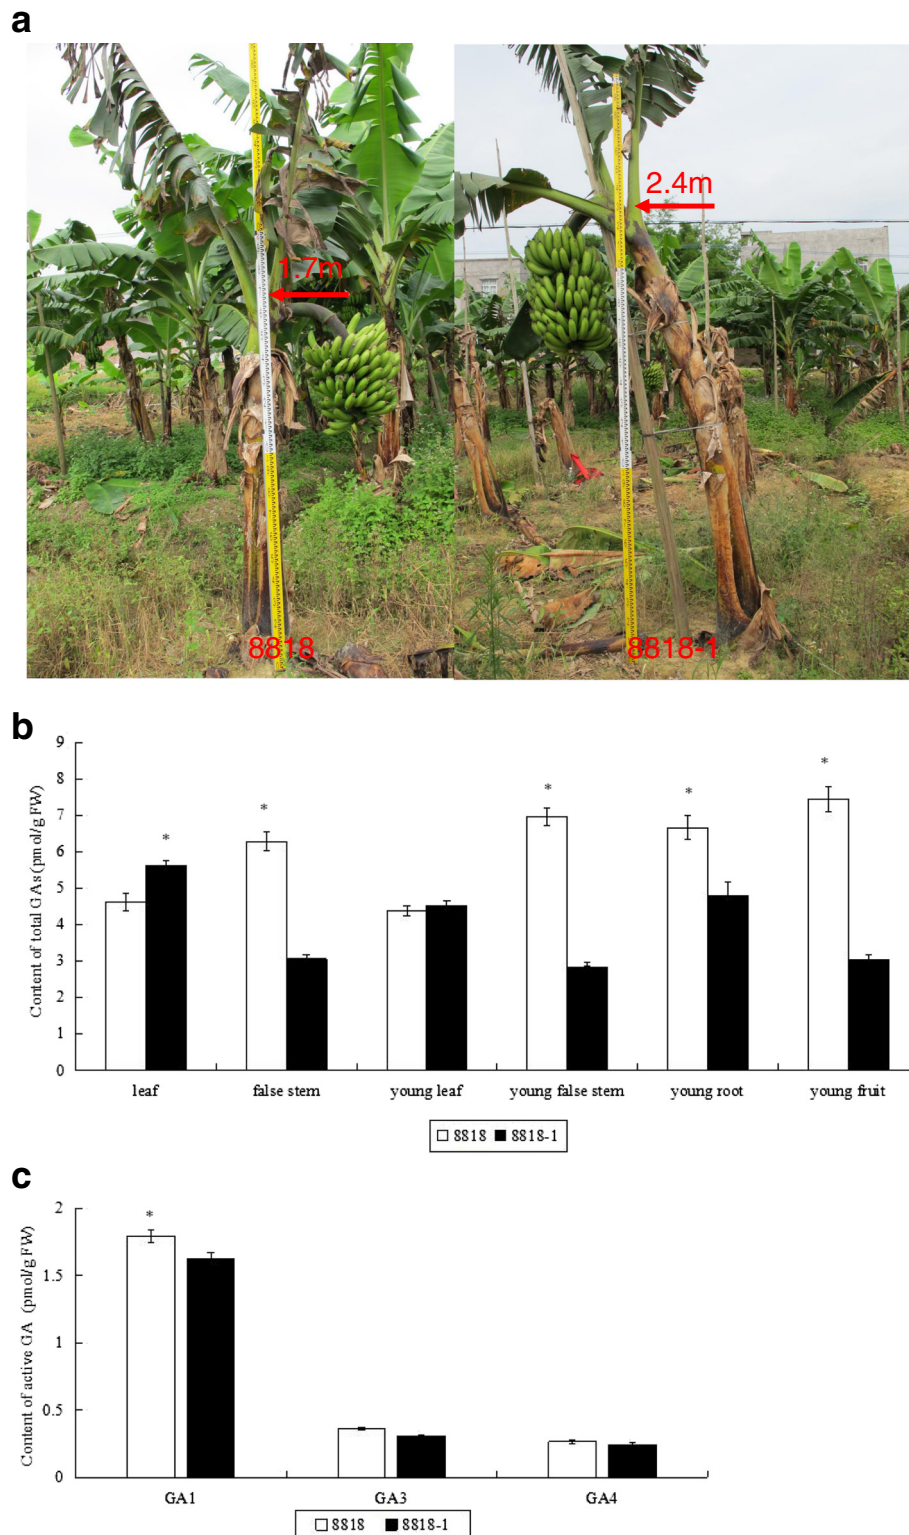 a
1.7m
2.4m
8818
8818-1
b
Content of total GAs (pmol/g FW)
9
8
7
6
5
4
3
2
1
0
* * * * *
leaf false stem young leaf young false stem young root young fruit
8818 8818-1
c
Content of active GA (pmol/g FW)
2
1.5
1
0.5
0
*
GA1 GA3 GA4
8818 8818-1